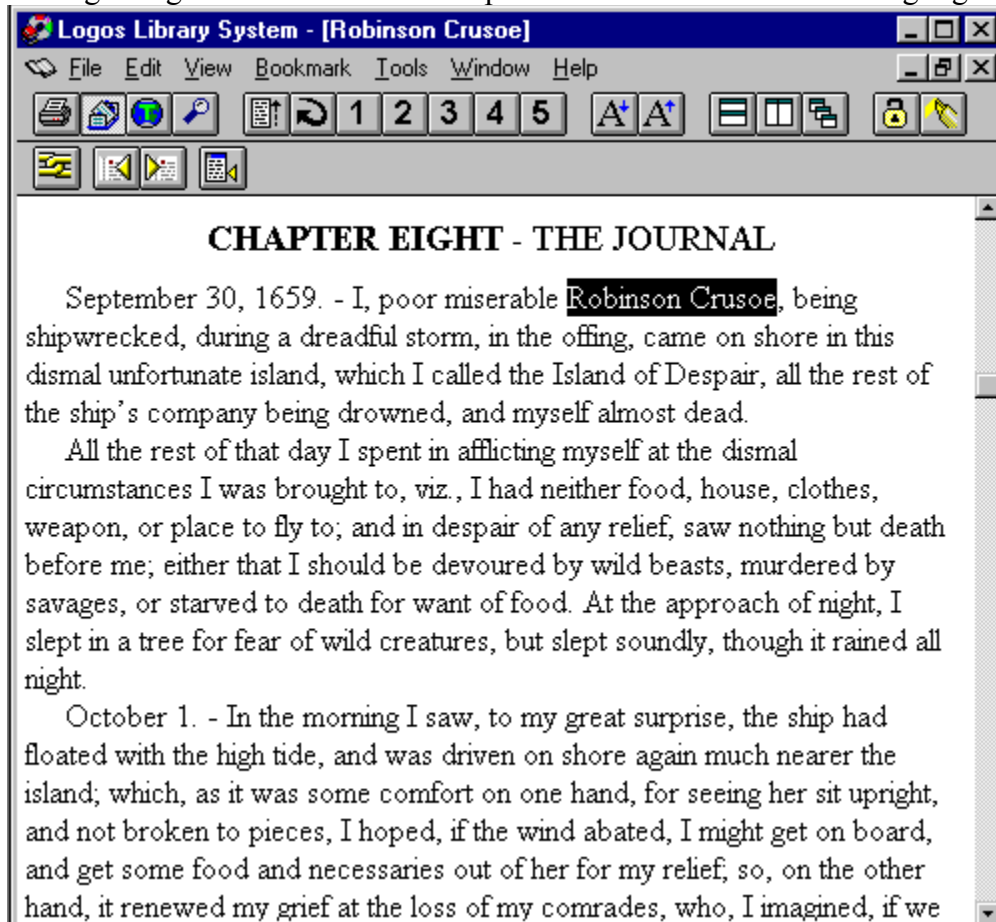 Logos Library System - [Robinson Crusoe]
File Edit View Bookmark Tools Window Help
1 2 3 4 5 A A
CHAPTER EIGHT - THE JOURNAL
September 30, 1659. - I, poor miserable Robinson Crusoe, being
shipwrecked, during a dreadful storm, in the offing, came on shore in this
dismal unfortunate island, which I called the Island of Despair, all the rest of
the ship's company being drowned, and myself almost dead.
All the rest of that day I spent in afflicting myself at the dismal
circumstances I was brought to, viz., I had neither food, house, clothes,
weapon, or place to fly to; and in despair of any relief, saw nothing but death
before me; either that I should be devoured by wild beasts, murdered by
savages, or starved to death for want of food. At the approach of night, I
slept in a tree for fear of wild creatures, but slept soundly, though it rained all
night.
October 1. - In the morning I saw, to my great surprise, the ship had
floated with the high tide, and was driven on shore again much nearer the
island; which, as it was some comfort on one hand, for seeing her sit upright,
and not broken to pieces, I hoped, if the wind abated, I might get on board,
and get some food and necessaries out of her for my relief; so, on the other
hand, it renewed my grief at the loss of my comrades, who, I imagined, if we